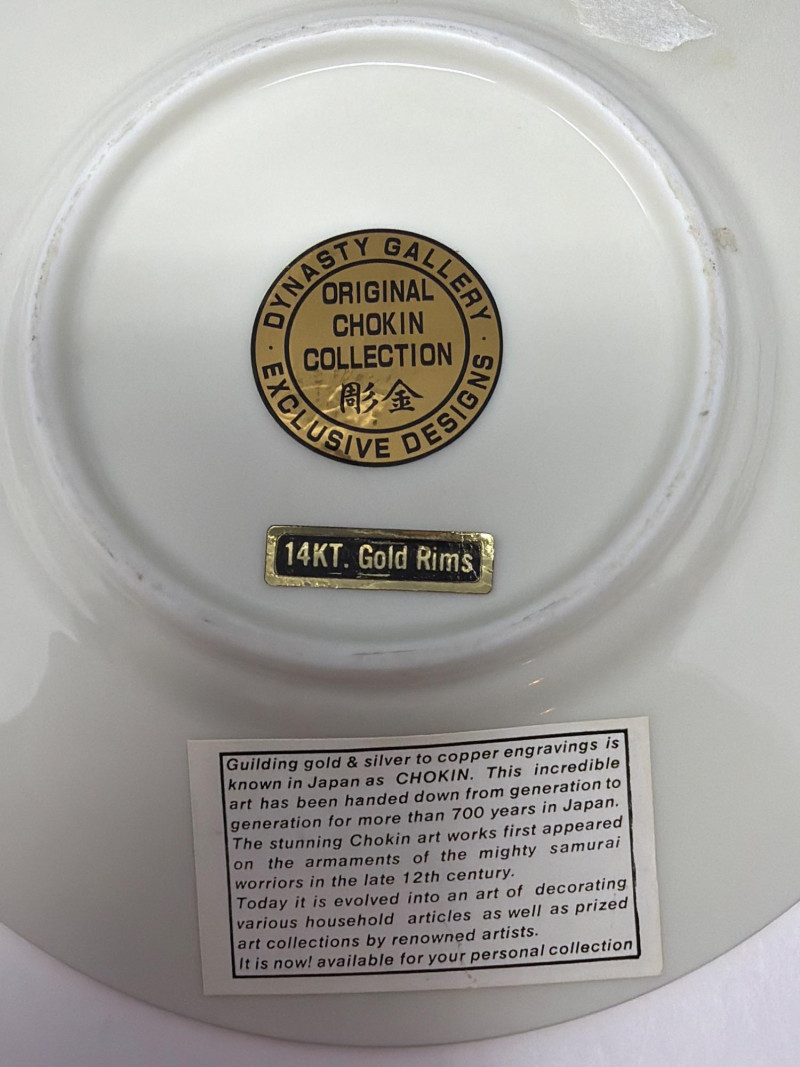 DYNASTY GALLERY
ORIGINAL
CHOKIN
COLLECTION
彫金
· EXCLUSIVE DESIGNS ·
14KT. Gold Rims
Guilding gold & silver to copper engravings is
known in Japan as CHOKIN. This incredible
art has been handed down from generation to
generation for more than 700 years in Japan.
The stunning Chokin art works first appeared
on the armaments of the mighty samurai
worriors in the late 12th century.
Today it is evolved into an art of decorating
various household articles as well as prized
art collections by renowned artists.
It is now! available for your personal collection